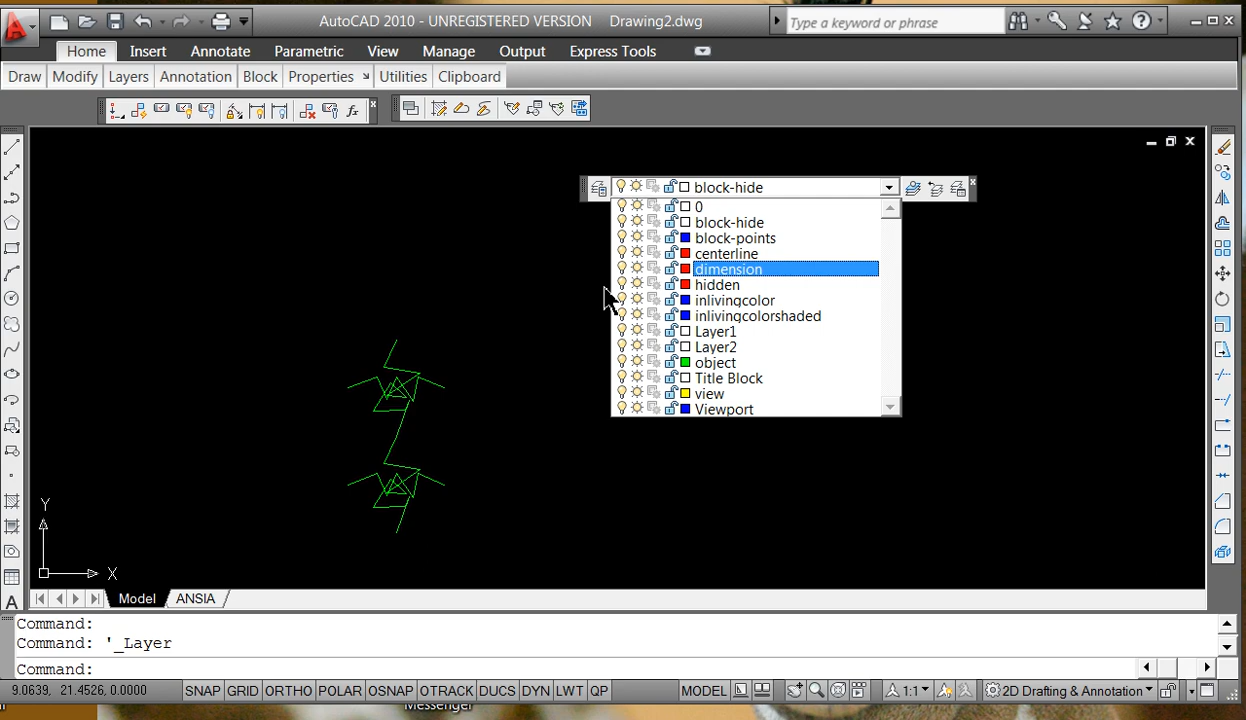 AutoCAD 2010 - UNREGISTERED VERSION Drawing2.dwg
Type a keyword or phrase
Home Insert Annotate Parametric View Manage Output Express Tools
Draw Modify Layers Annotation Block Properties Utilities Clipboard
fx
block-hide
0
block-hide
block-points
centerline
dimension
hidden
inlivingcolor
inlivingcolorshaded
Layer1
Layer2
object
Title Block
view
Viewport
Y
X
A
Model ANSIA
Command:
Command: '_Layer
Command:
9.0639, 21.4526, 0.0000 SNAP GRID ORTHO POLAR OSNAP OTRACK DUCS DYN LWT QP MODEL 1:1 2D Drafting & Annotation
Messenger